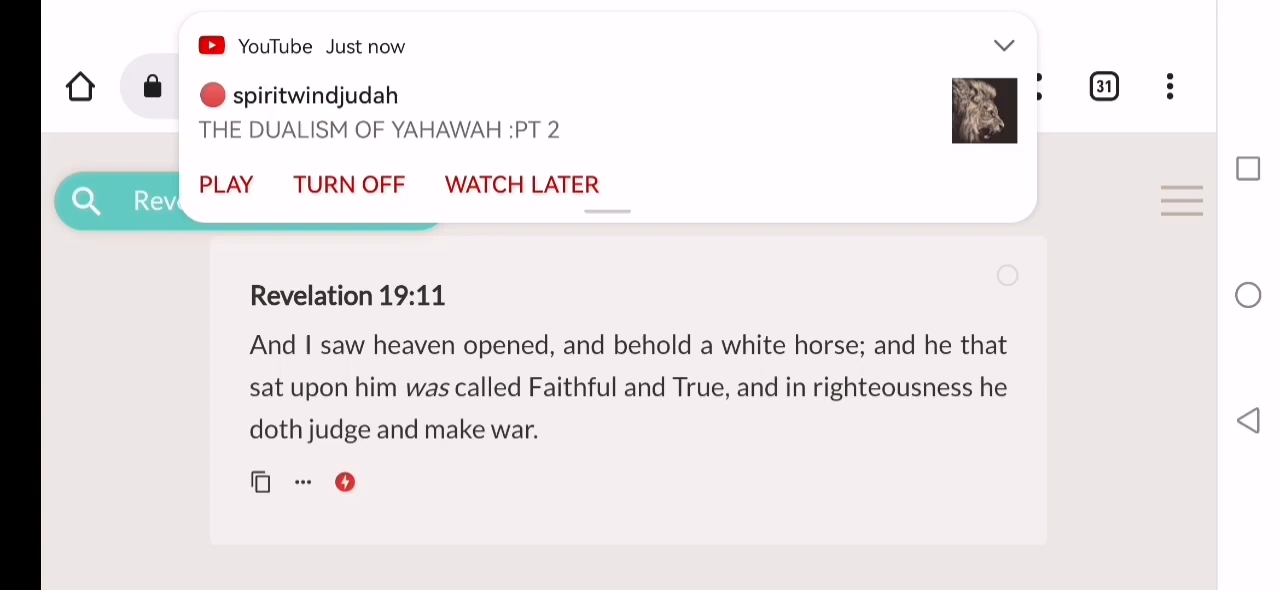 YouTube Just now
🔴 spiritwindjudah
THE DUALISM OF YAHAWAH :PT 2
PLAY TURN OFF WATCH LATER
31
Reve
Revelation 19:11
And I saw heaven opened, and behold a white horse; and he that
sat upon him was called Faithful and True, and in righteousness he
doth judge and make war.